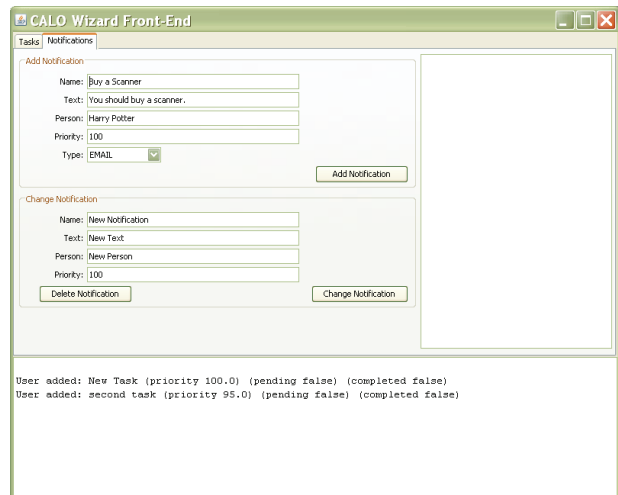 CALO Wizard Front-End
Tasks Notifications
Add Notification
Name: Buy a Scanner
Text: You should buy a scanner.
Person: Harry Potter
Priority: 100
Type: EMAIL
Add Notification
Change Notification
Name: New Notification
Text: New Text
Person: New Person
Priority: 100
Delete Notification Change Notification
User added: New Task (priority 100.0) (pending false) (completed false)
User added: second task (priority 95.0) (pending false) (completed false)